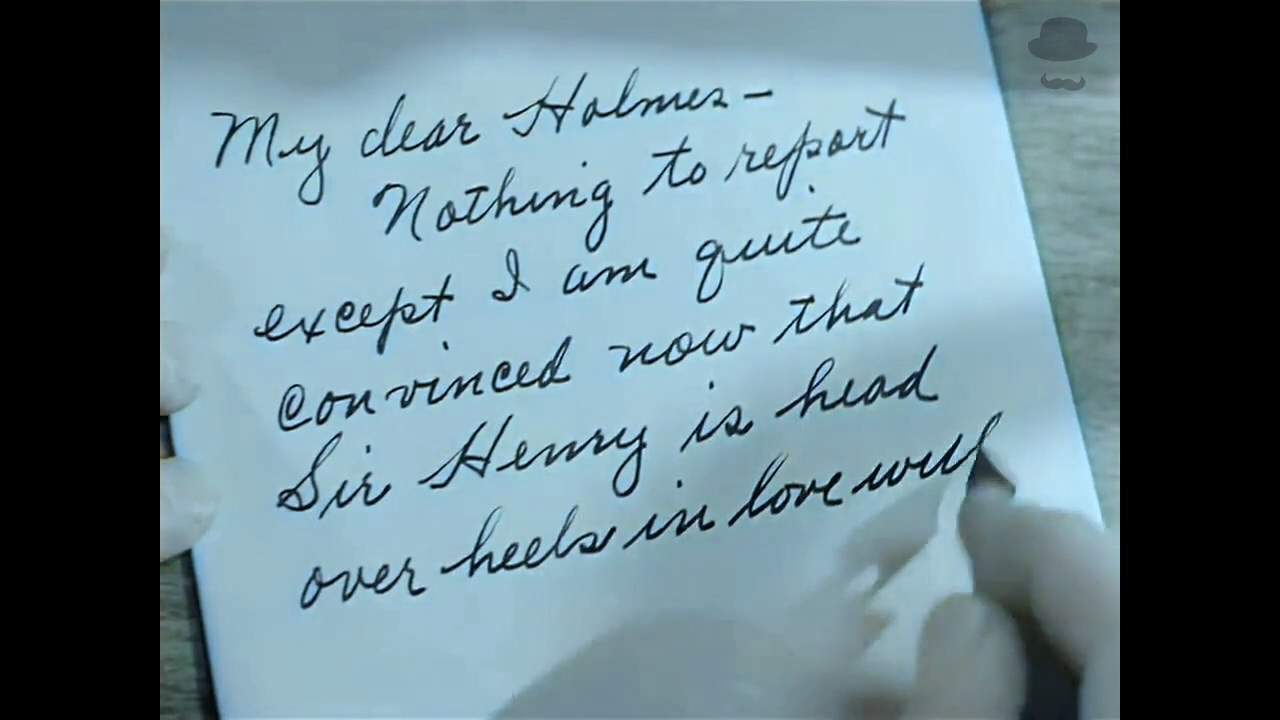 My dear Holmes-
Nothing to report
except I am quite
convinced now that
Sir Henry is head
over heels in love